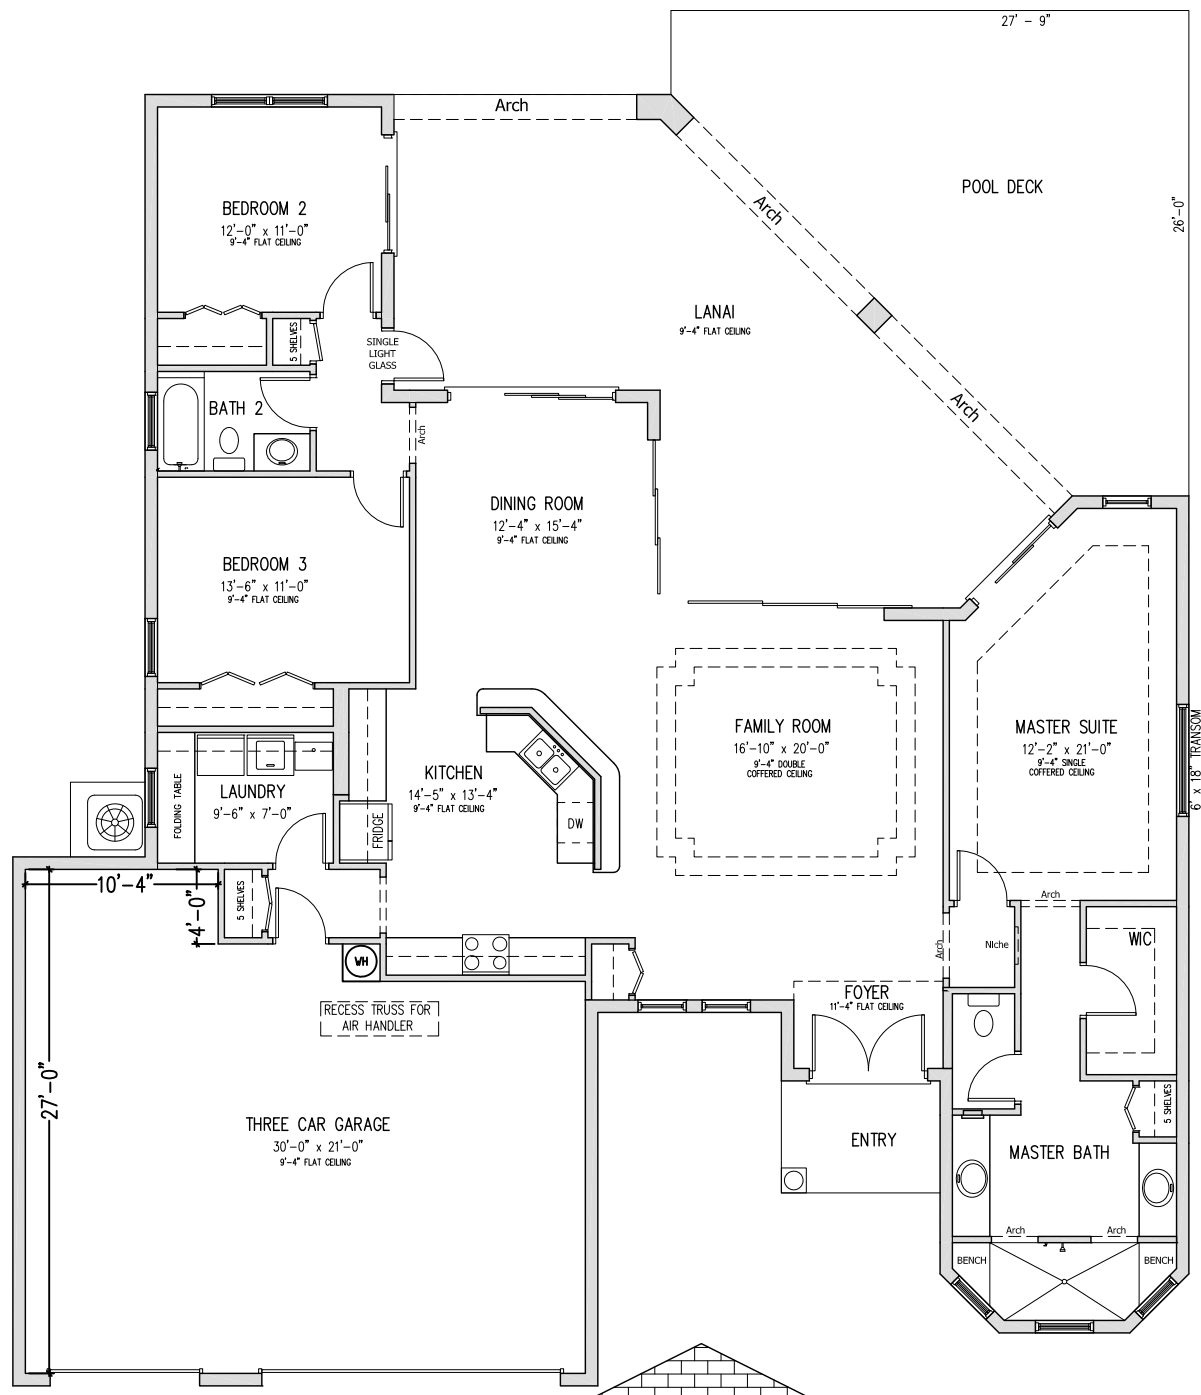 27' - 9"
Arch
POOL DECK
Arch
26'-0"
BEDROOM 2
12'-0" x 11'-0"
9'-4" FLAT CEILING
LANAI
9'-4" FLAT CEILING
5 SHELVES
SINGLE
LIGHT
GLASS
BATH 2
Arch
Arch
DINING ROOM
12'-4" x 15'-4"
9'-4" FLAT CEILING
BEDROOM 3
13'-6" x 11'-0"
9'-4" FLAT CEILING
FAMILY ROOM
16'-10" x 20'-0"
9'-4" DOUBLE
COFFERED CEILING
MASTER SUITE
12'-2" x 21'-0"
9'-4" SINGLE
COFFERED CEILING
6' x 18" TRANSOM
KITCHEN
14'-5" x 13'-4"
9'-4" FLAT CEILING
LAUNDRY
9'-6" x 7'-0"
FOLDING TABLE
FRIDGE
DW
10'-4"
4'-0"
5 SHELVES
Arch
Arch
Niche
WIC
WH
FOYER
11'-4" FLAT CEILING
RECESS TRUSS FOR
AIR HANDLER
27'-0"
THREE CAR GARAGE
30'-0" x 21'-0"
9'-4" FLAT CEILING
ENTRY
5 SHELVES
MASTER BATH
Arch
Arch
BENCH
BENCH